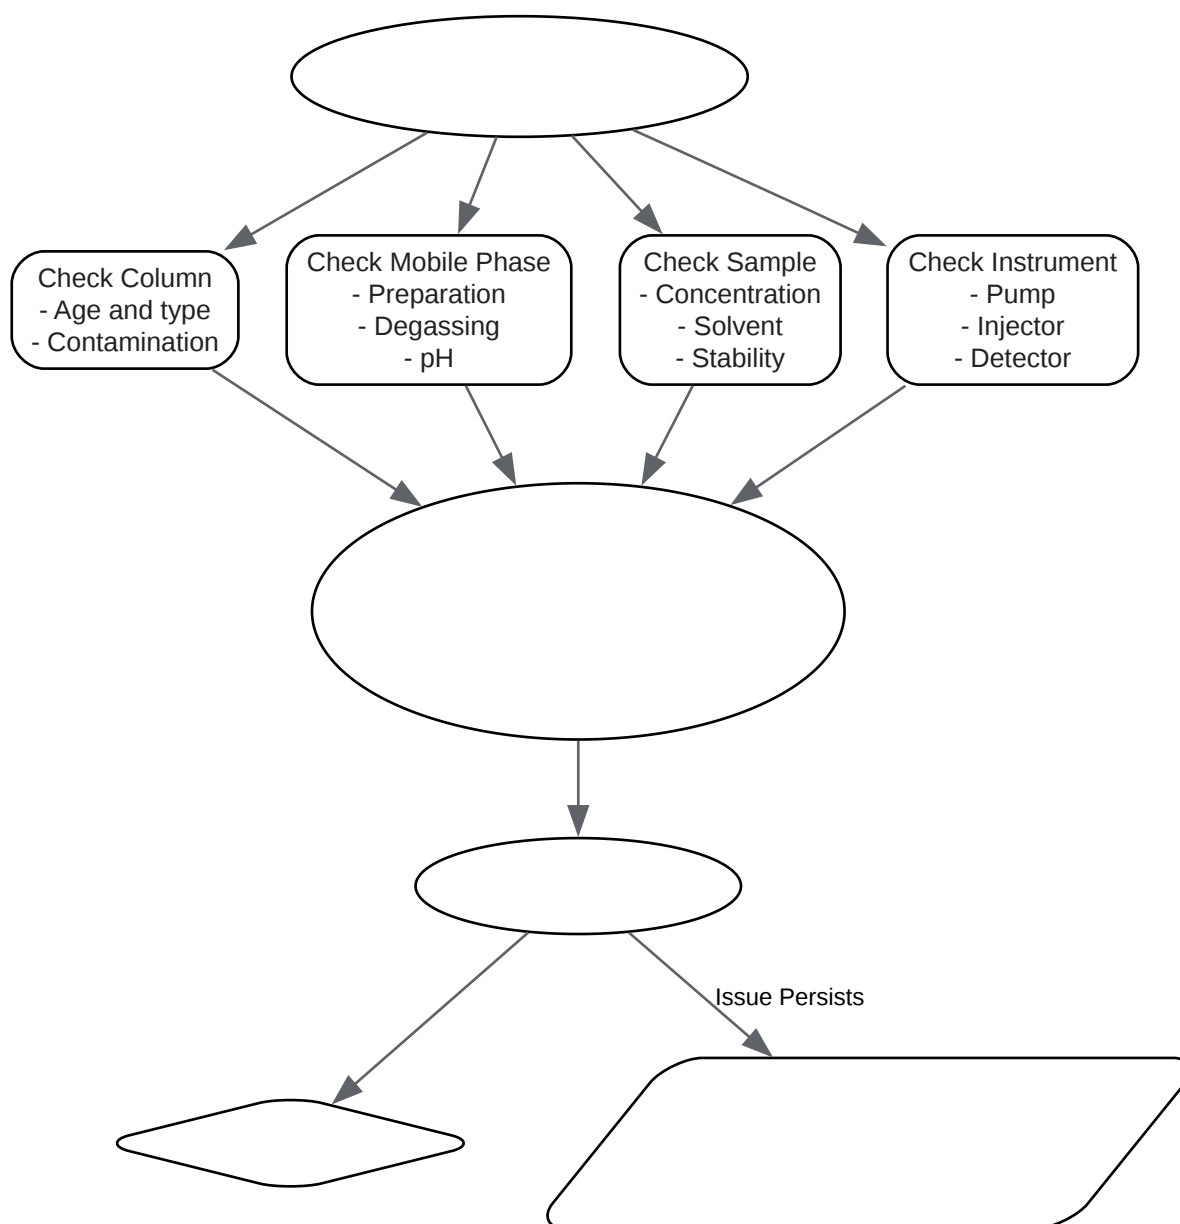 Check Column
- Age and type
- Contamination
Check Mobile Phase
- Preparation
- Degassing
- pH
Check Sample
- Concentration
- Solvent
- Stability
Check Instrument
- Pump
- Injector
- Detector
Issue Persists